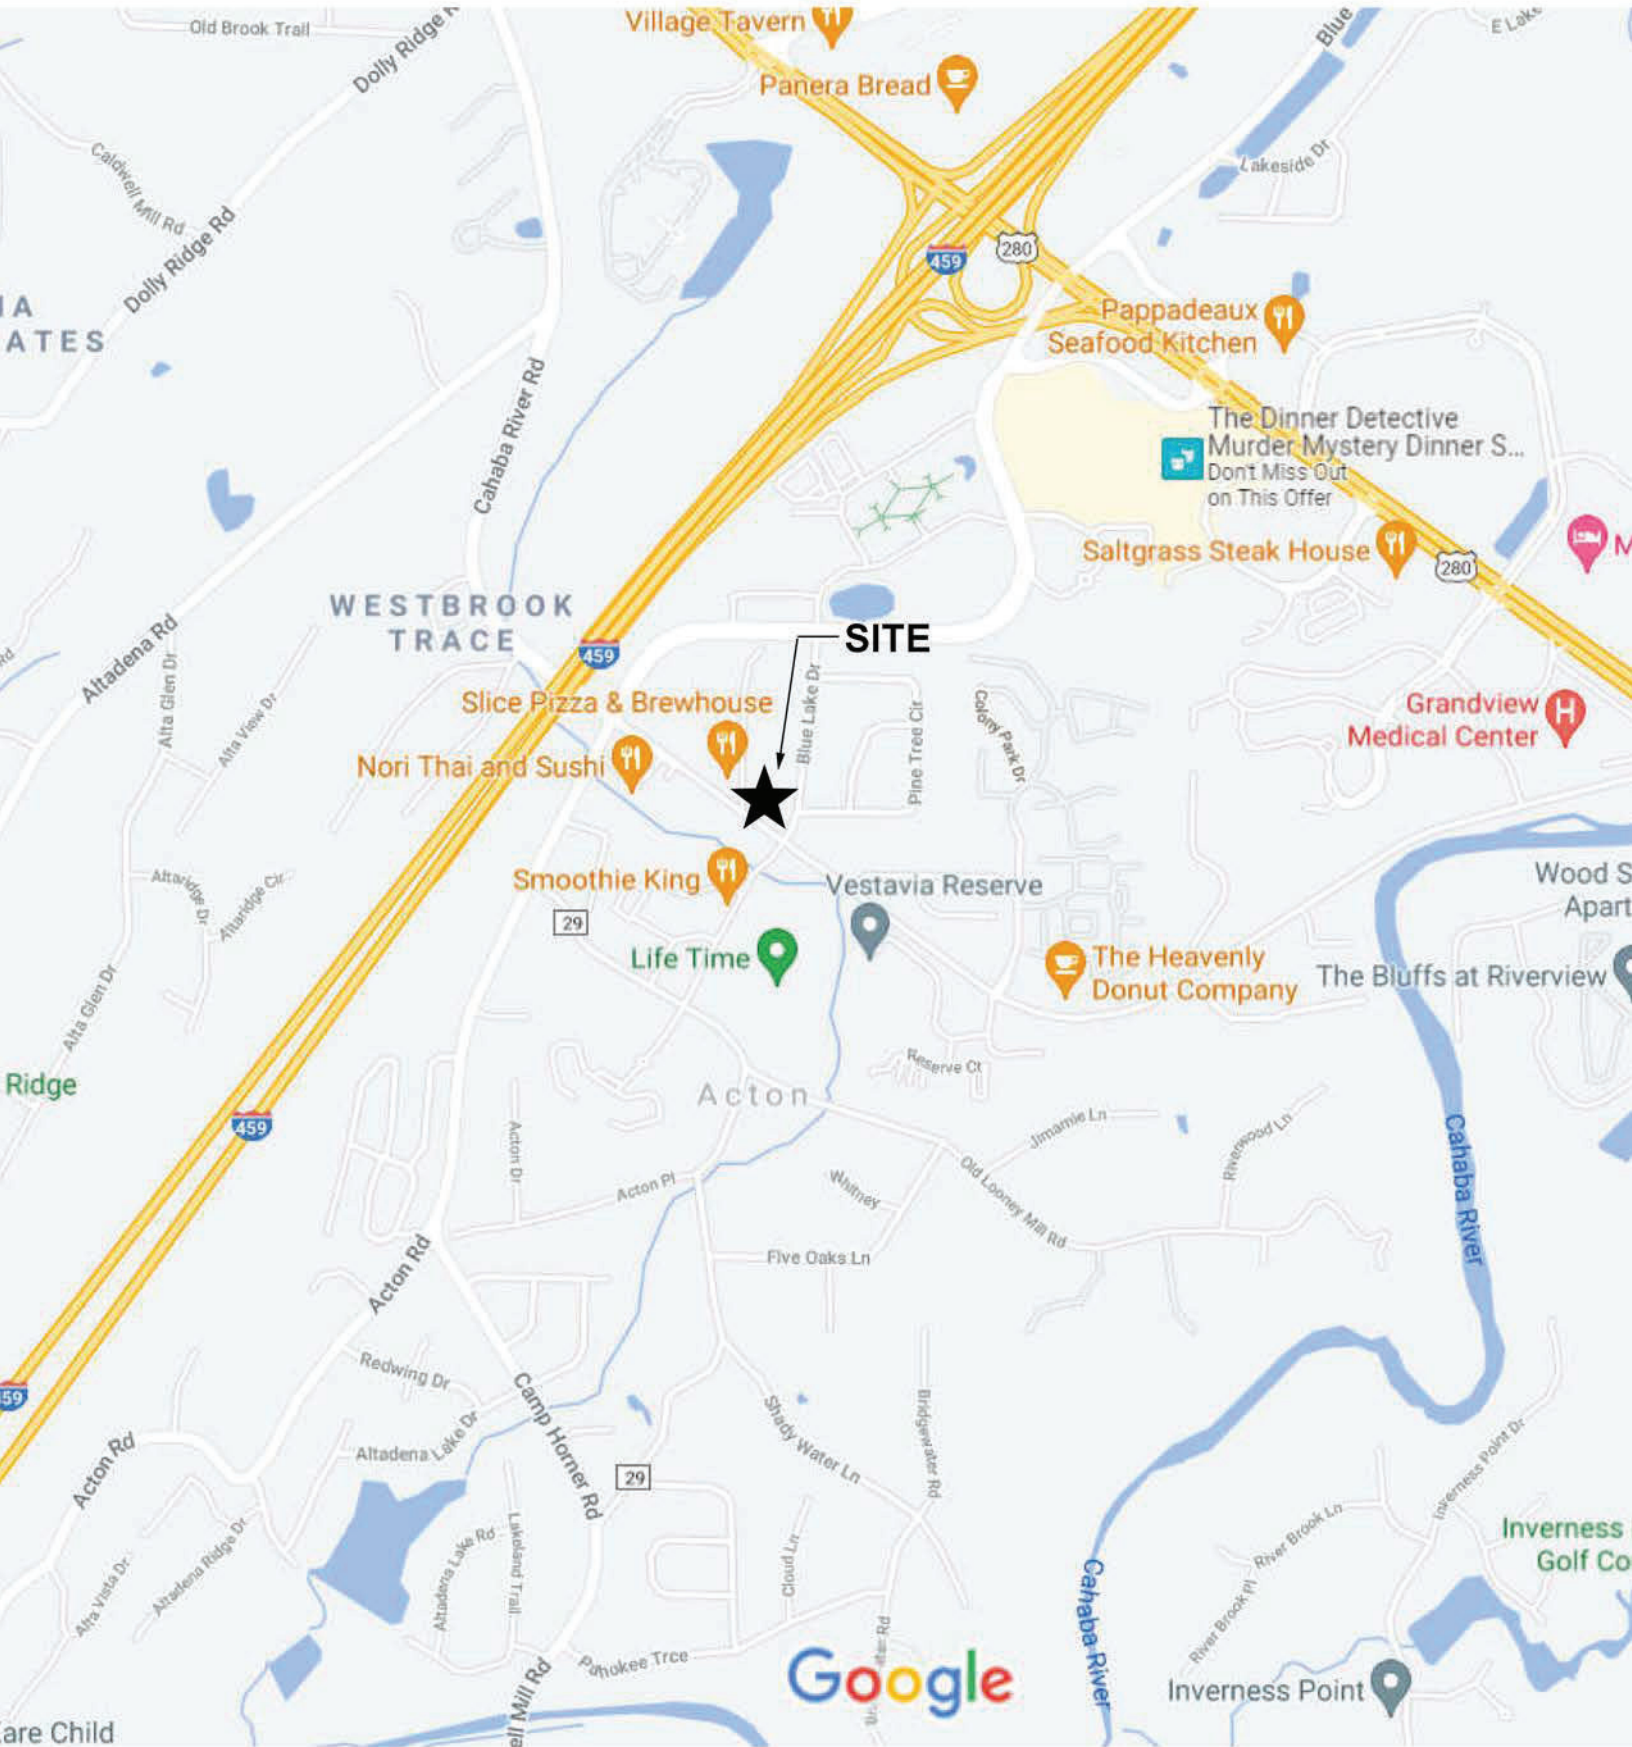 Village Tavern
Old Brook Trail
Dolly Ridge R
Blue
E Lake
Panera Bread
Caldwell Mill Rd
Lakeside Dr
Dolly Ridge Rd
459
280
IA
ATES
Pappadeaux
Seafood Kitchen
Cahaba River Rd
The Dinner Detective
Murder Mystery Dinner S...
Don't Miss Out
on This Offer
Saltgrass Steak House
280
M
WESTBROOK
TRACE
SITE
459
Altadena Rd
Rd
Alta Glen Dr
Alta View Dr
Slice Pizza & Brewhouse
Blue Lake Dr
Pine Tree Cir
Colony Park Dr
Grandview
Medical Center
Nori Thai and Sushi
Altaridge Dr
Altaridge Cir
Smoothie King
Vestavia Reserve
Wood S
Apart
29
Life Time
The Heavenly
Donut Company
The Bluffs at Riverview
Alta Glen Dr
Reserve Ct
Ridge
Acton
459
Acton Dr
Jimamie Ln
Riverwood Ln
Cahaba River
Acton Pl
Whitney
Old Looney Mill Rd
Five Oaks Ln
Acton Rd
Redwing Dr
59
Camp Horner Rd
Shady Water Ln
Bridgewater Rd
Acton Rd
Altadena Lake Dr
29
Inverness Point Dr
Altadena Ridge Dr
Alta Vista Dr
Altadena Lake Rd
Lakeland Trail
Cloud Ln
River Brook Ln
River Brook Pl
Inverness
Golf Co
Cahaba River
Pahokee Trce
ell Mill Rd
ater Rd
Google
Inverness Point
are Child